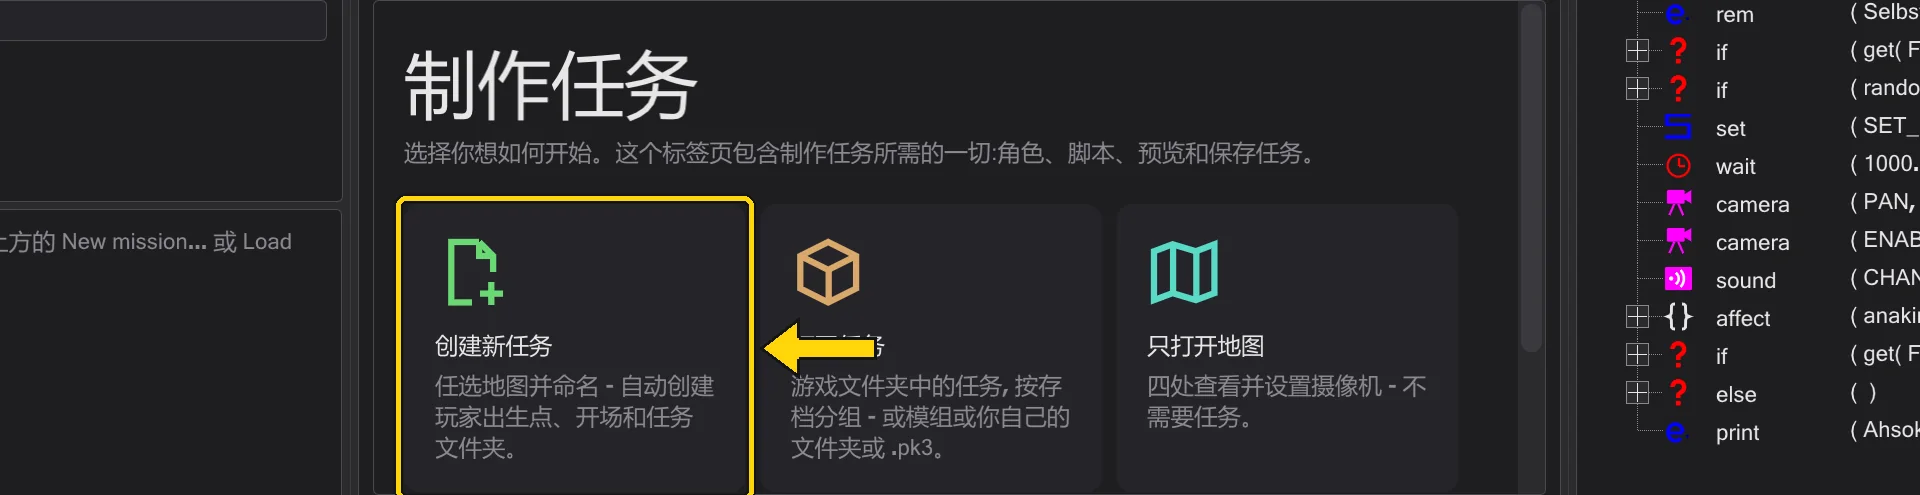 上方的 New mission... 或 Load
制作任务
选择你想如何开始。这个标签页包含制作任务所需的一切:角色、脚本、预览和保存任务。
创建新任务
任选地图并命名 - 自动创建
玩家出生点、开场和任务
文件夹。
游戏文件夹中的任务, 按存
档分组 - 或模组或你自己的
文件夹或 .pk3。
只打开地图
四处查看并设置摄像机 - 不
需要任务。
rem ( Selbs
if ( get( F
if ( rando
set ( SET_
wait ( 1000.
camera ( PAN,
camera ( ENAB
sound ( CHAN
affect ( anakin
if ( get( F
else ( )
print ( Ahsok